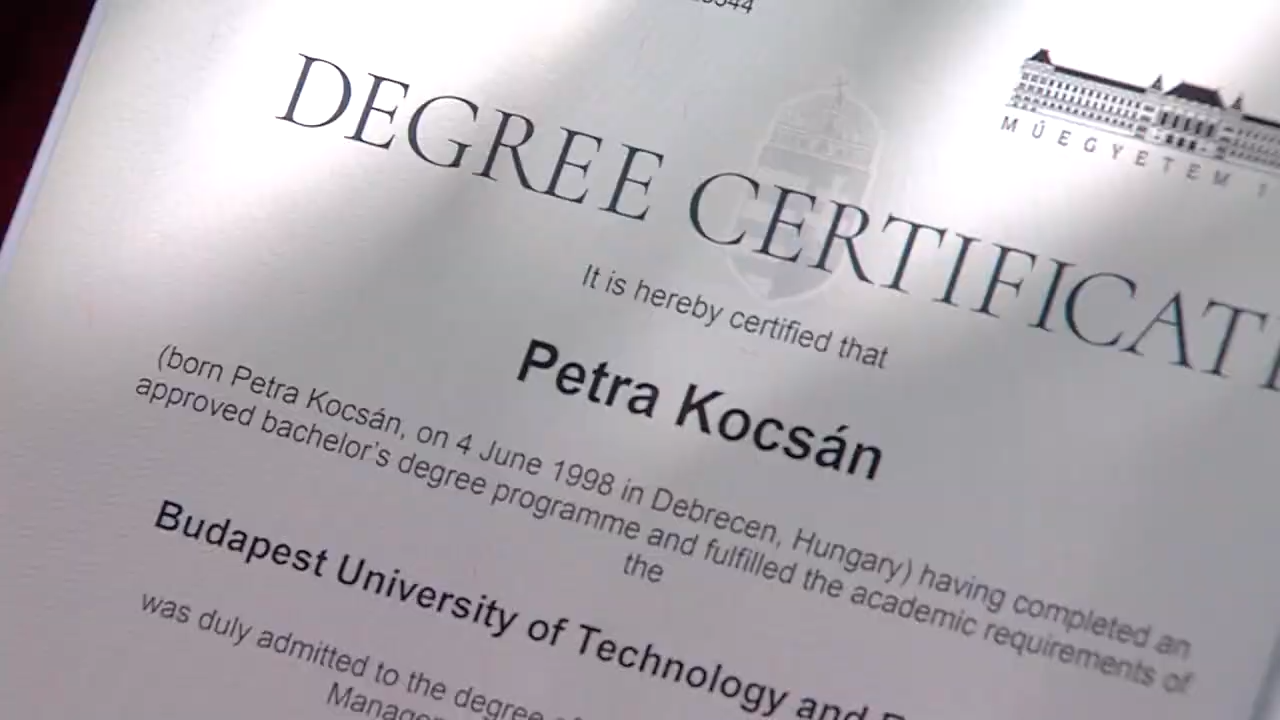 DEGREE CERTIFICATE
MŰEGYETEM 1
It is hereby certified that
Petra Kocsán
(born Petra Kocsán, on 4 June 1998 in Debrecen, Hungary) having completed an
approved bachelor's degree programme and fulfilled the academic requirements of
the
Budapest University of Technology and
was duly admitted to the degree